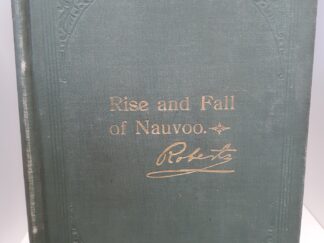 Rise and Fall
of Nauvoo.
Roberts